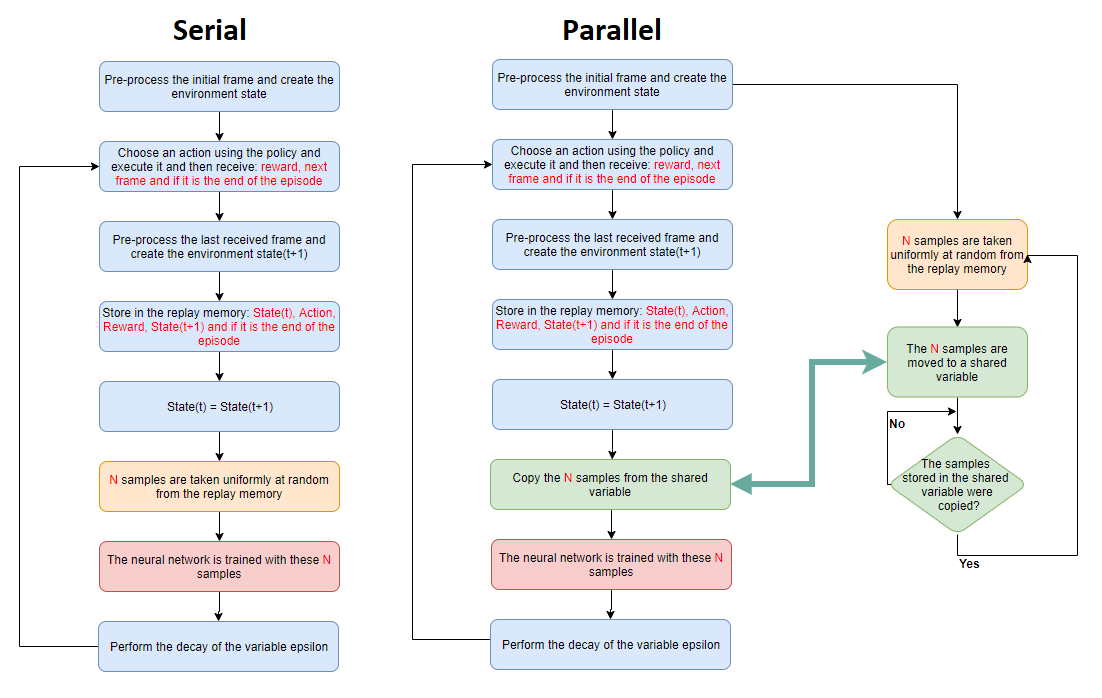 Serial
Pre-process the initial frame and create the
environment state
Choose an action using the policy and
execute it and then receive: reward, next
frame and if it is the end of the episode
Pre-process the last received frame and
create the environment state(t+1)
Store in the replay memory: State(t), Action,
Reward, State(t+1) and if it is the end of the
episode
State(t) = State(t+1)
N samples are taken uniformly at random
from the replay memory
The neural network is trained with these N
samples
Perform the decay of the variable epsilon
Parallel
Pre-process the initial frame and create the
environment state
Choose an action using the policy and
execute it and then receive: reward, next
frame and if it is the end of the episode
Pre-process the last received frame and
create the environment state(t+1)
Store in the replay memory: State(t), Action,
Reward, State(t+1) and if it is the end of the
episode
State(t) = State(t+1)
Copy the N samples from the shared
variable
The neural network is trained with these N
samples
Perform the decay of the variable epsilon
N samples are taken
uniformly at random from
the replay memory
The N samples are
moved to a shared
variable
No
The samples
stored in the shared
variable were
copied?
Yes